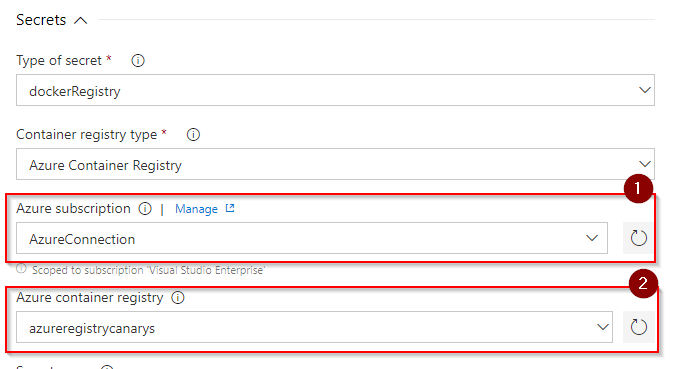 Secrets
Type of secret *
dockerRegistry
Container registry type *
Azure Container Registry
1
Azure subscription | Manage
AzureConnection
Scoped to subscription 'Visual Studio Enterprise'
2
Azure container registry
azureregistrycanarys